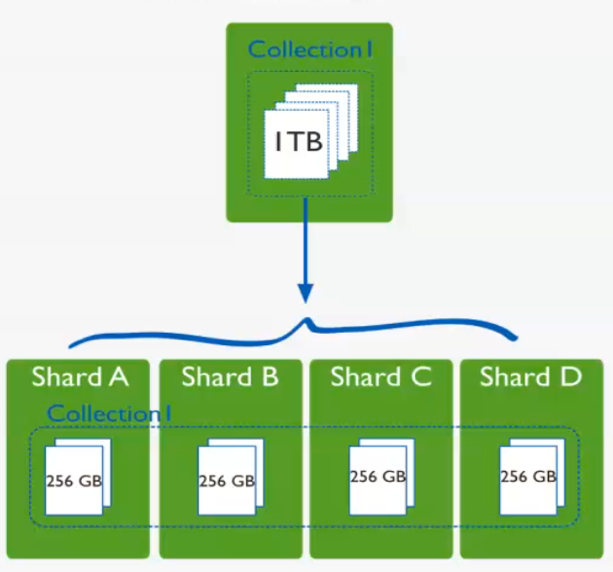 Collection1
1TB
Shard A
Shard B
Shard C
Shard D
Collection1
256 GB
256 GB
256 GB
256 GB